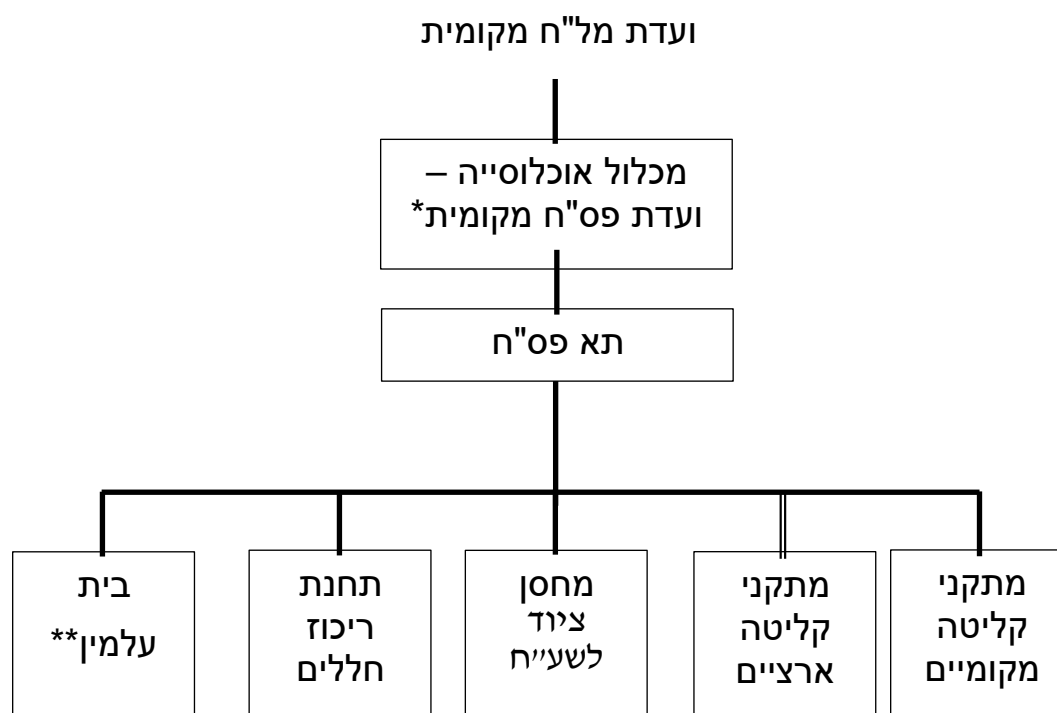 ועדת מל"ח מקומית
מכלול אוכלוסייה –
ועדת פס"ח מקומית*
תא פס"ח
מתקני
קליטה
מקומיים
מתקני
קליטה
ארציים
מחסן
ציוד
לשע״ח
תחנת
ריכוז
חללים
בית
עלמין**